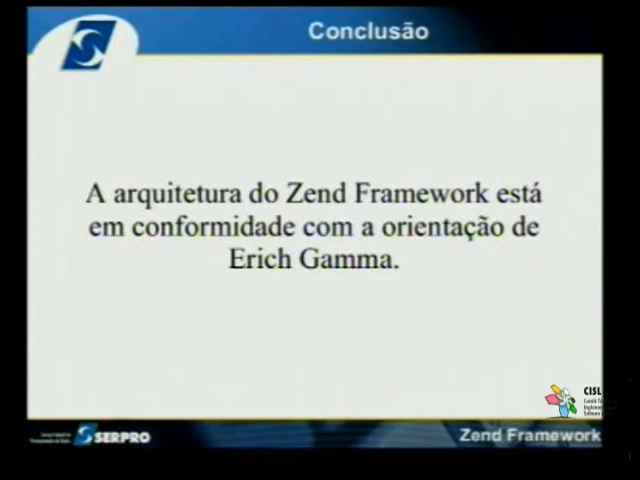 Conclusão
A arquitetura do Zend Framework está
em conformidade com a orientação de
Erich Gamma.
CISL
SERPRO
Zend Framework